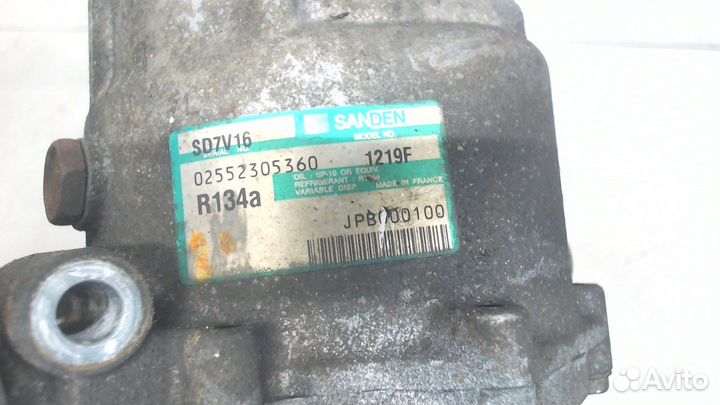 SD7V16 SANDEN
SERIAL NO. MODEL NO.
02552305360 1219F
OIL : SP-10 OR EQUIV.
REFRIGERANT :
R134a VARIABLE DISP. MADE IN FRANCE
JPB000100
Avito